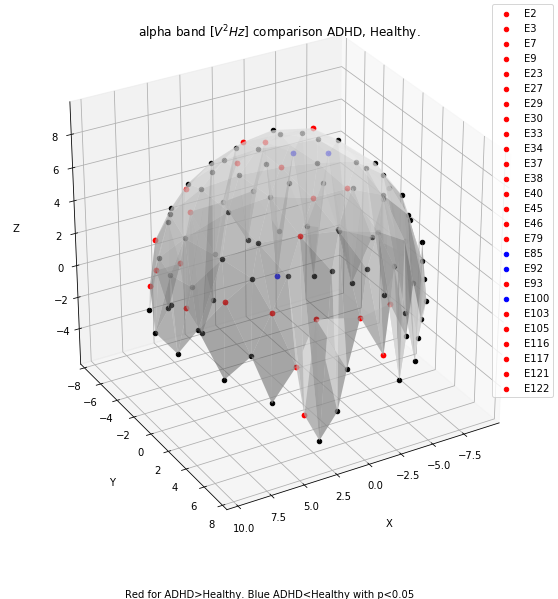 alpha band [$V^2Hz$] comparison ADHD, Healthy.
E2
E3
E7
E9
E23
E27
E29
E30
E33
E34
E37
E38
E40
E45
E46
E79
E85
E92
E93
E100
E103
E105
E116
E117
E121
E122
Z
8
6
4
2
0
−2
−4
−8
−6
−4
−2
0
2
4
6
8
Y
10.0
7.5
5.0
2.5
0.0
−2.5
−5.0
−7.5
X
Red for ADHD>Healthy. Blue ADHD<Healthy with p<0.05